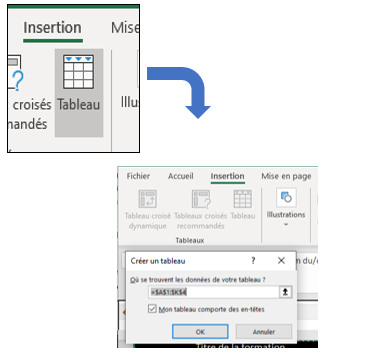 Insertion Mise
croisés Tableau Illu
mandés
Fichier Accueil Insertion Mise en page
Tableau croisé dynamique Tableaux croisés recommandés Tableau Illustrations
Tableaux
Créer un tableau ? ×
Où se trouvent les données de votre tableau ?
=$A$1:$K$4
Mon tableau comporte des en-têtes
OK Annuler
Titre de la formation